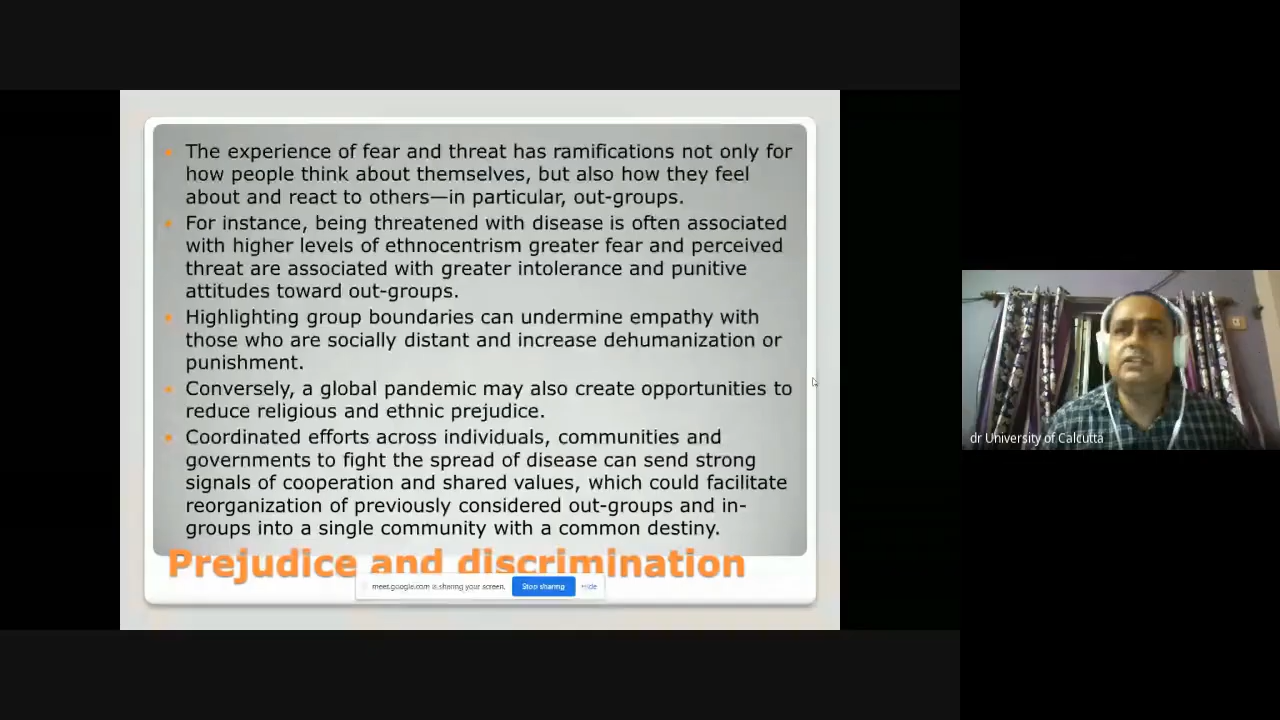 The experience of fear and threat has ramifications not only for
how people think about themselves, but also how they feel
about and react to others—in particular, out-groups.
For instance, being threatened with disease is often associated
with higher levels of ethnocentrism greater fear and perceived
threat are associated with greater intolerance and punitive
attitudes toward out-groups.
Highlighting group boundaries can undermine empathy with
those who are socially distant and increase dehumanization or
punishment.
Conversely, a global pandemic may also create opportunities to
reduce religious and ethnic prejudice.
Coordinated efforts across individuals, communities and
governments to fight the spread of disease can send strong
signals of cooperation and shared values, which could facilitate
reorganization of previously considered out-groups and in-
groups into a single community with a common destiny.
Prejudice and discrimination
meet.google.com is sharing your screen.
Stop sharing
Hide
dr University of Calcutta